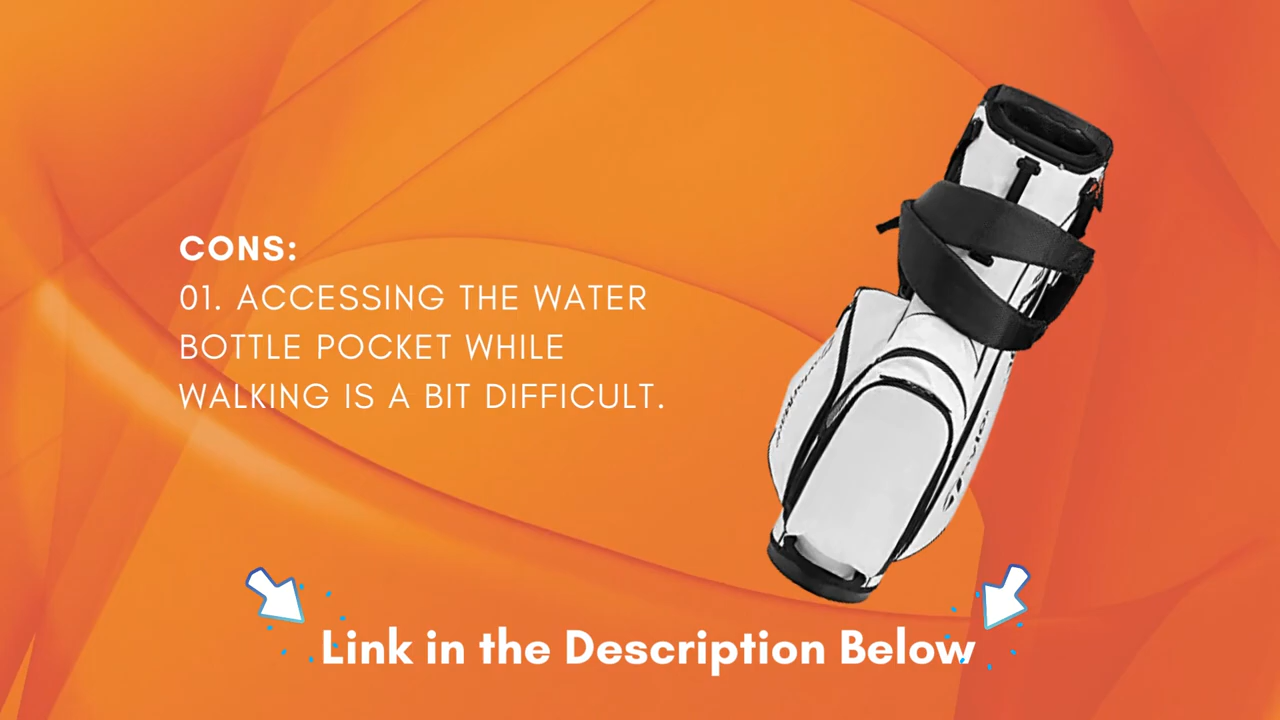 CONS:
01. ACCESSING THE WATER
BOTTLE POCKET WHILE
WALKING IS A BIT DIFFICULT.
Link in the Description Below